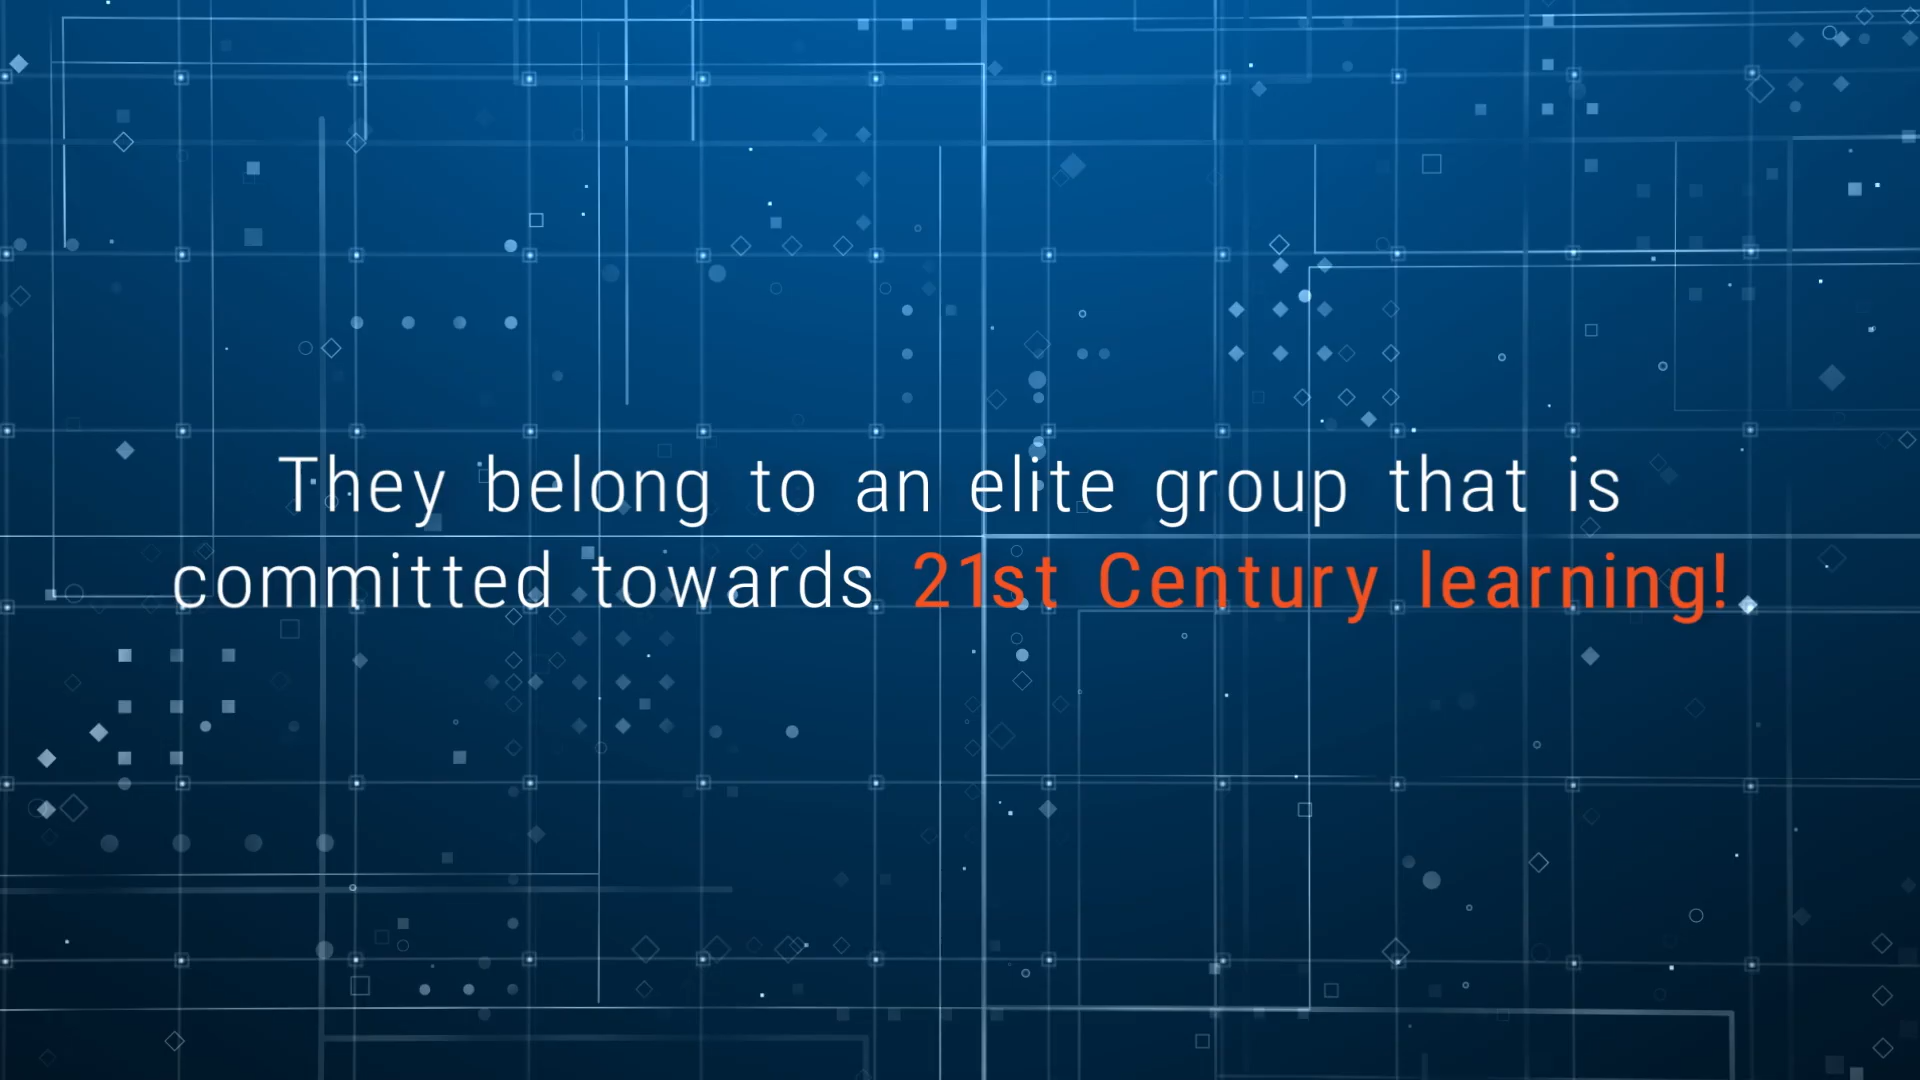 They belong to an elite group that is
committed towards 21st Century learning!